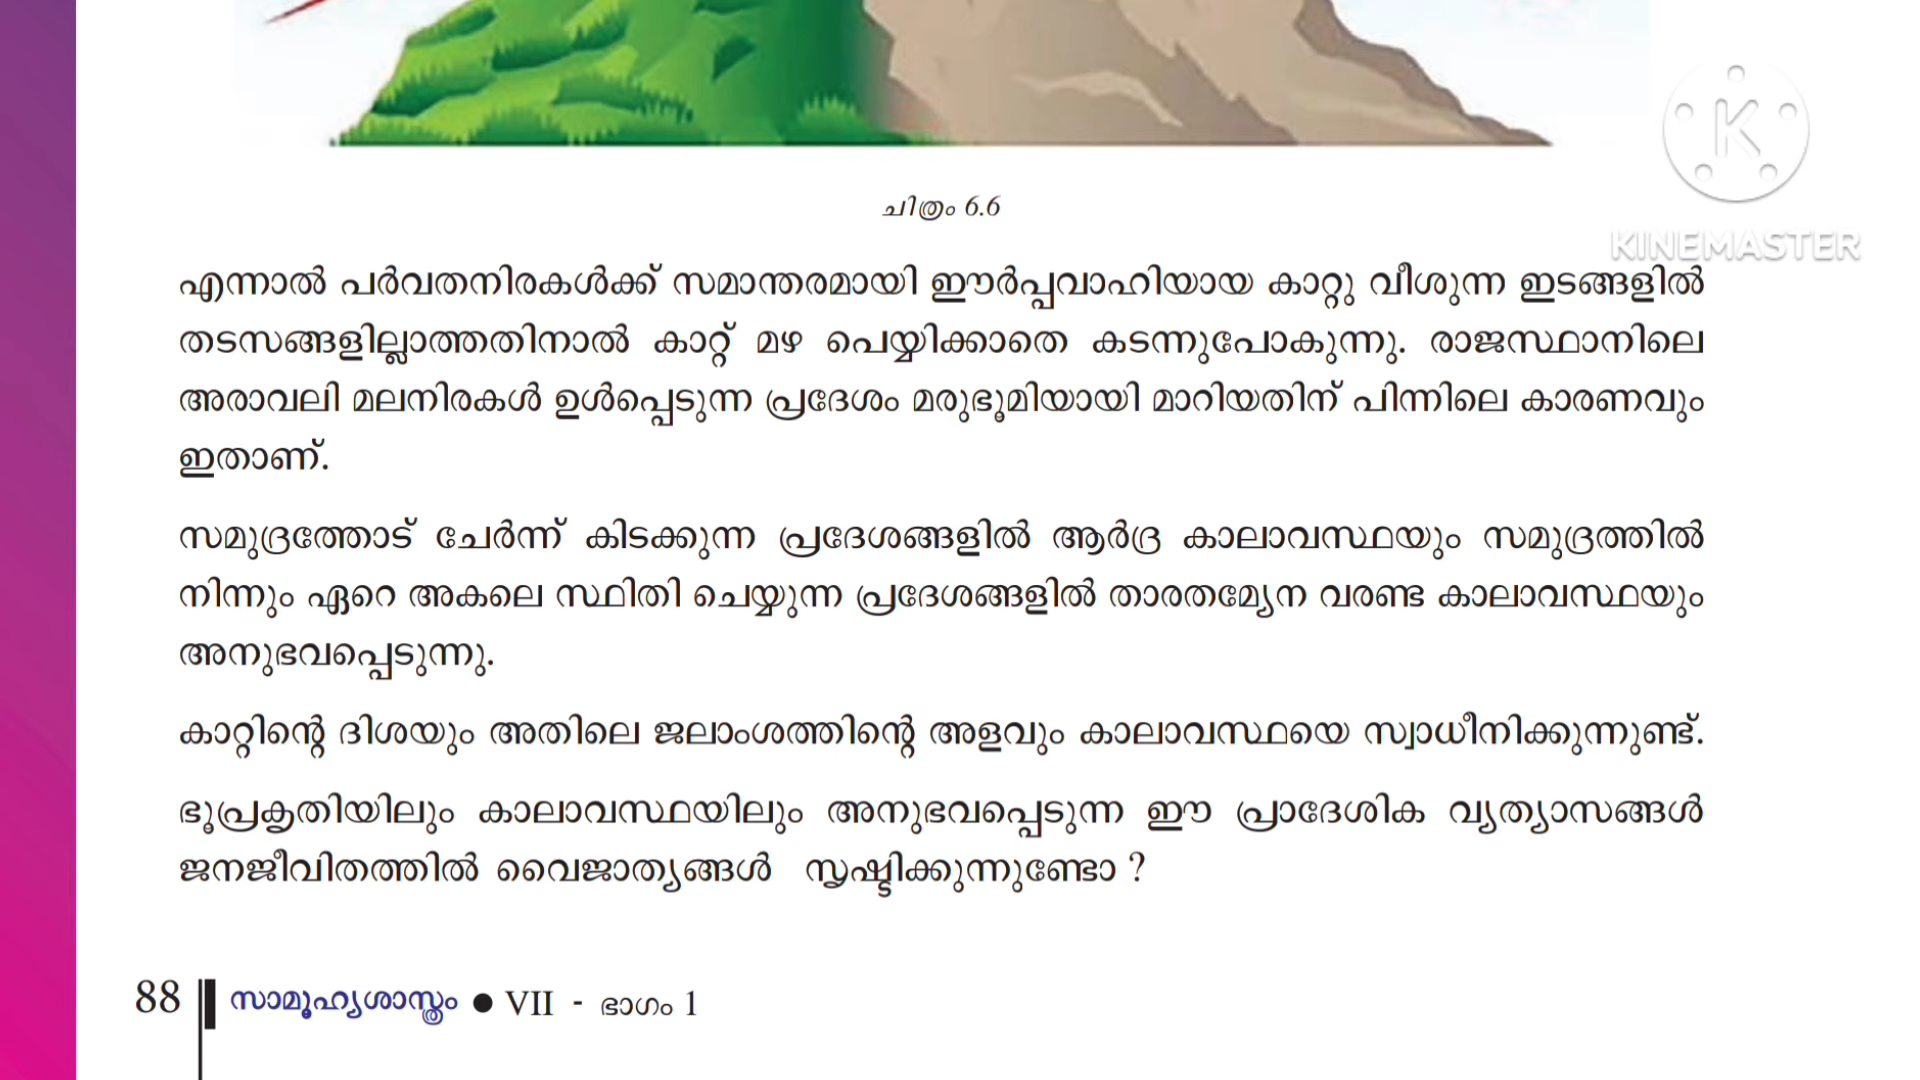 KINEMASTER
ചിത്രം 6.6
എന്നാൽ പർവതനിരകൾക്ക് സമാന്തരമായി ഈർപ്പവാഹിയായ കാറ്റു വീശുന്ന ഇടങ്ങളിൽ
തടസങ്ങളില്ലാത്തതിനാൽ കാറ്റ് മഴ പെയ്യിക്കാതെ കടന്നുപോകുന്നു. രാജസ്ഥാനിലെ
അരാവലി മലനിരകൾ ഉൾപ്പെടുന്ന പ്രദേശം മരുഭൂമിയായി മാറിയതിന് പിന്നിലെ കാരണവും
ഇതാണ്.
സമുദ്രത്തോട് ചേർന്ന് കിടക്കുന്ന പ്രദേശങ്ങളിൽ ആർദ്ര കാലാവസ്ഥയും സമുദ്രത്തിൽ
നിന്നും ഏറെ അകലെ സ്ഥിതി ചെയ്യുന്ന പ്രദേശങ്ങളിൽ താരതമ്യേന വരണ്ട കാലാവസ്ഥയും
അനുഭവപ്പെടുന്നു.
കാറ്റിന്റെ ദിശയും അതിലെ ജലാംശത്തിന്റെ അളവും കാലാവസ്ഥയെ സ്വാധീനിക്കുന്നുണ്ട്.
ഭൂപ്രകൃതിയിലും കാലാവസ്ഥയിലും അനുഭവപ്പെടുന്ന ഈ പ്രാദേശിക വ്യത്യാസങ്ങൾ
ജനജീവിതത്തിൽ വൈജാത്യങ്ങൾ സൃഷ്ടിക്കുന്നുണ്ടോ ?
88 സാമൂഹ്യശാസ്ത്രം ● VII - ഭാഗം 1